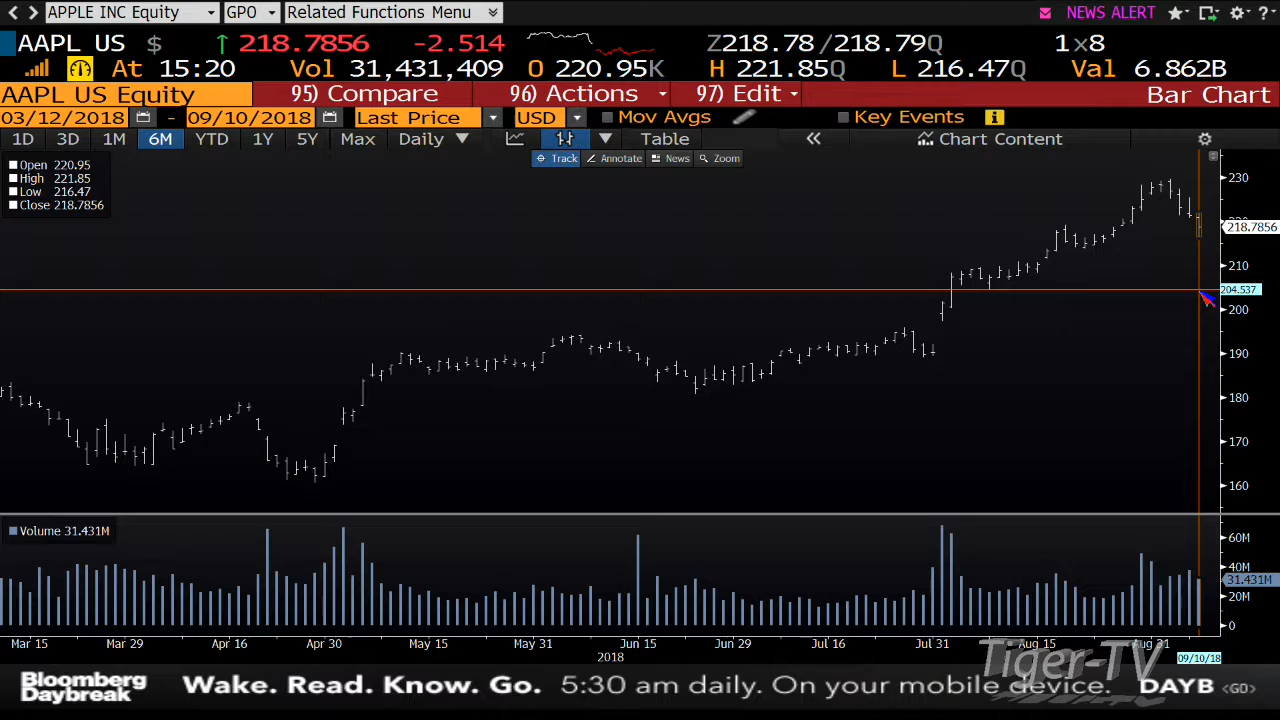 APPLE INC Equity GPO Related Functions Menu NEWS ALERT ?
AAPL US $ ↑ 218.7856 -2.514 Z218.78 /218.79Q 1×8
At 15:20 Vol 31,431,409 O 220.95K H 221.85Q L 216.47Q Val 6.862B
AAPL US Equity 95) Compare 96) Actions 97) Edit Bar Chart
03/12/2018 - 09/10/2018 Last Price USD Mov Avgs Key Events i
1D 3D 1M 6M YTD 1Y 5Y Max Daily Table « Chart Content
Track Annotate News Zoom
Open 220.95
High 221.85
Low 216.47
Close 218.7856
230
218.7856
210
204.537
200
190
180
170
160
Volume 31.431M
60M
40M
31.431M
20M
0
Mar 15 Mar 29 Apr 16 Apr 30 May 15 May 31 Jun 15 Jun 29 Jul 16 Jul 31 Aug 15 Aug 31
2018
09/10/18
Tiger-TV
Bloomberg
Daybreak
Wake. Read. Know. Go. 5:30 am daily. On your mobile device. DAYB <GO>